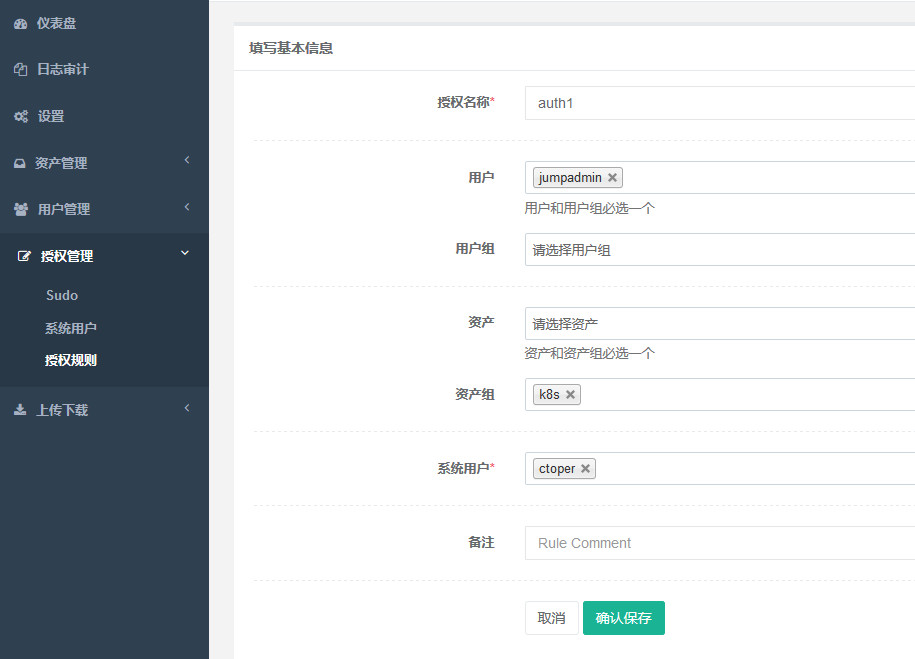 仪表盘
日志审计
设置
资产管理
用户管理
授权管理
Sudo
系统用户
授权规则
上传下载
填写基本信息
授权名称* auth1
用户 jumpadmin
用户和用户组必选一个
用户组 请选择用户组
资产 请选择资产
资产和资产组必选一个
资产组 k8s
系统用户* ctoper
备注 Rule Comment
取消 确认保存